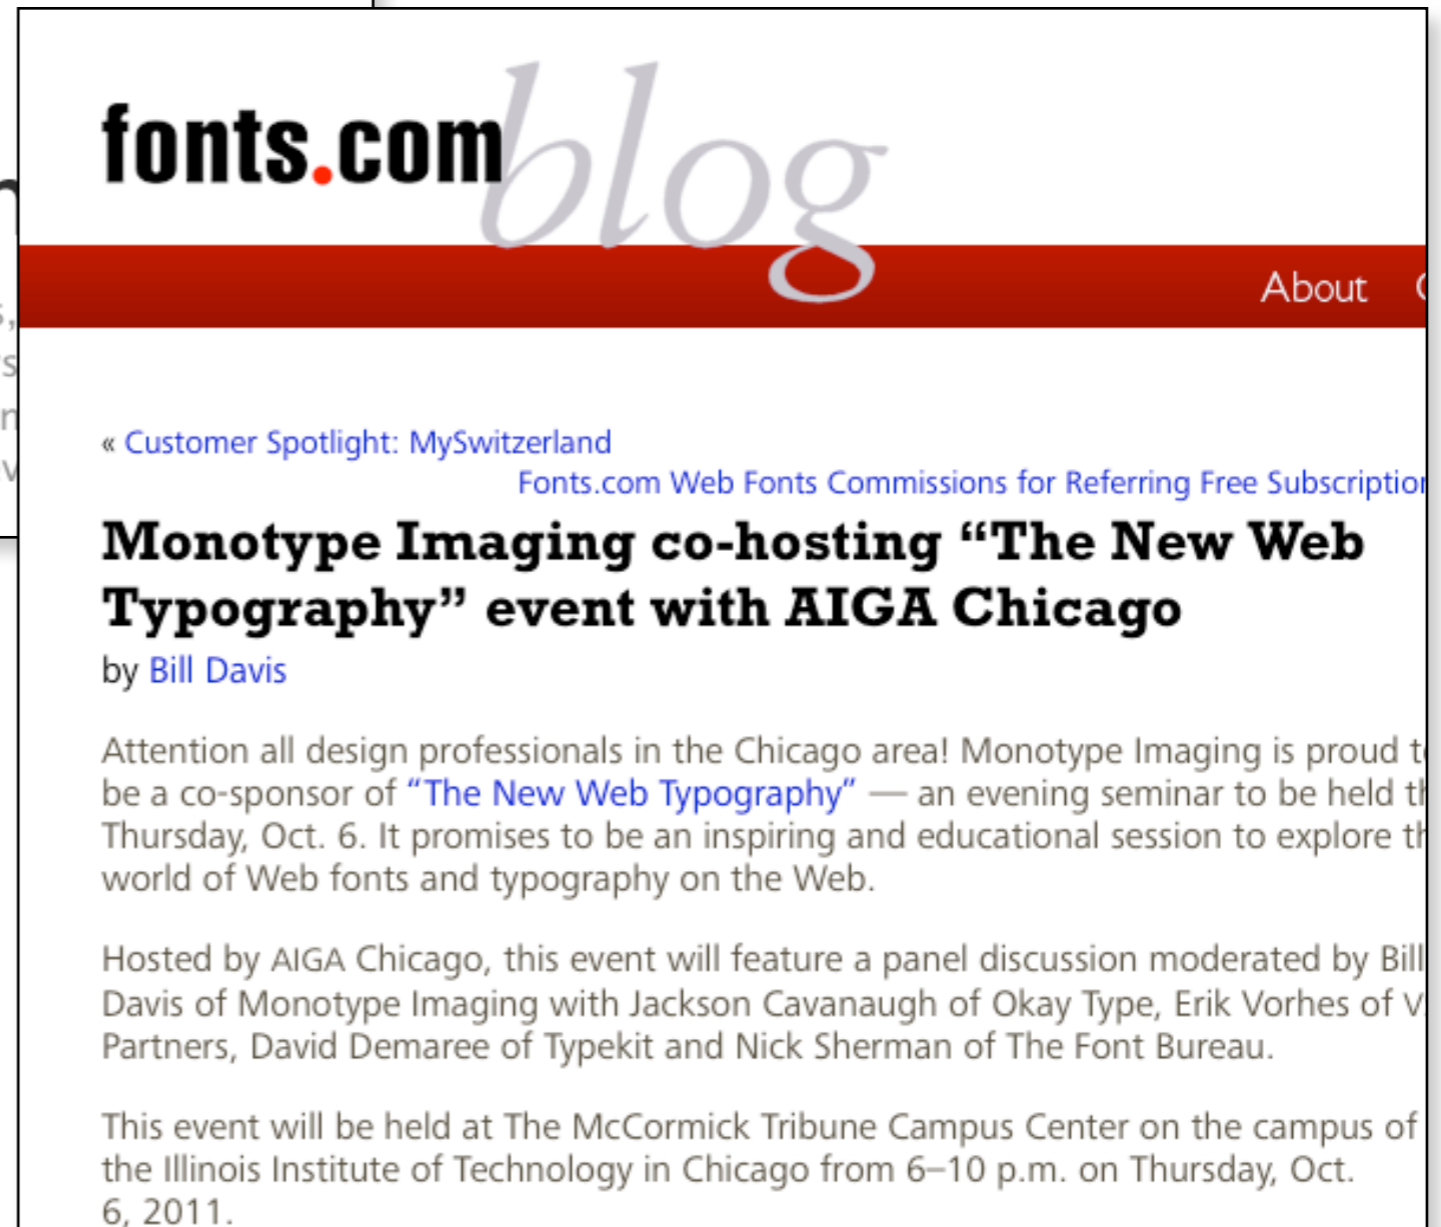 fonts.com blog
About
« Customer Spotlight: MySwitzerland
Fonts.com Web Fonts Commissions for Referring Free
Monotype Imaging co-hosting “The New Web
Typography” event with AIGA Chicago
by Bill Davis
Attention all design professionals in the Chicago area! Monotype Imaging is proud
be a co-sponsor of “The New Web Typography” — an evening seminar to be held
Thursday, Oct. 6. It promises to be an inspiring and educational session to explore
world of Web fonts and typography on the Web.
Hosted by AIGA Chicago, this event will feature a panel discussion moderated by Bill
Davis of Monotype Imaging with Jackson Cavanaugh of Okay Type, Erik Vorhes of
Partners, David Demaree of Typekit and Nick Sherman of The Font Bureau.
This event will be held at The McCormick Tribune Campus Center on the campus of
the Illinois Institute of Technology in Chicago from 6–10 p.m. on Thursday, Oct.
6, 2011.